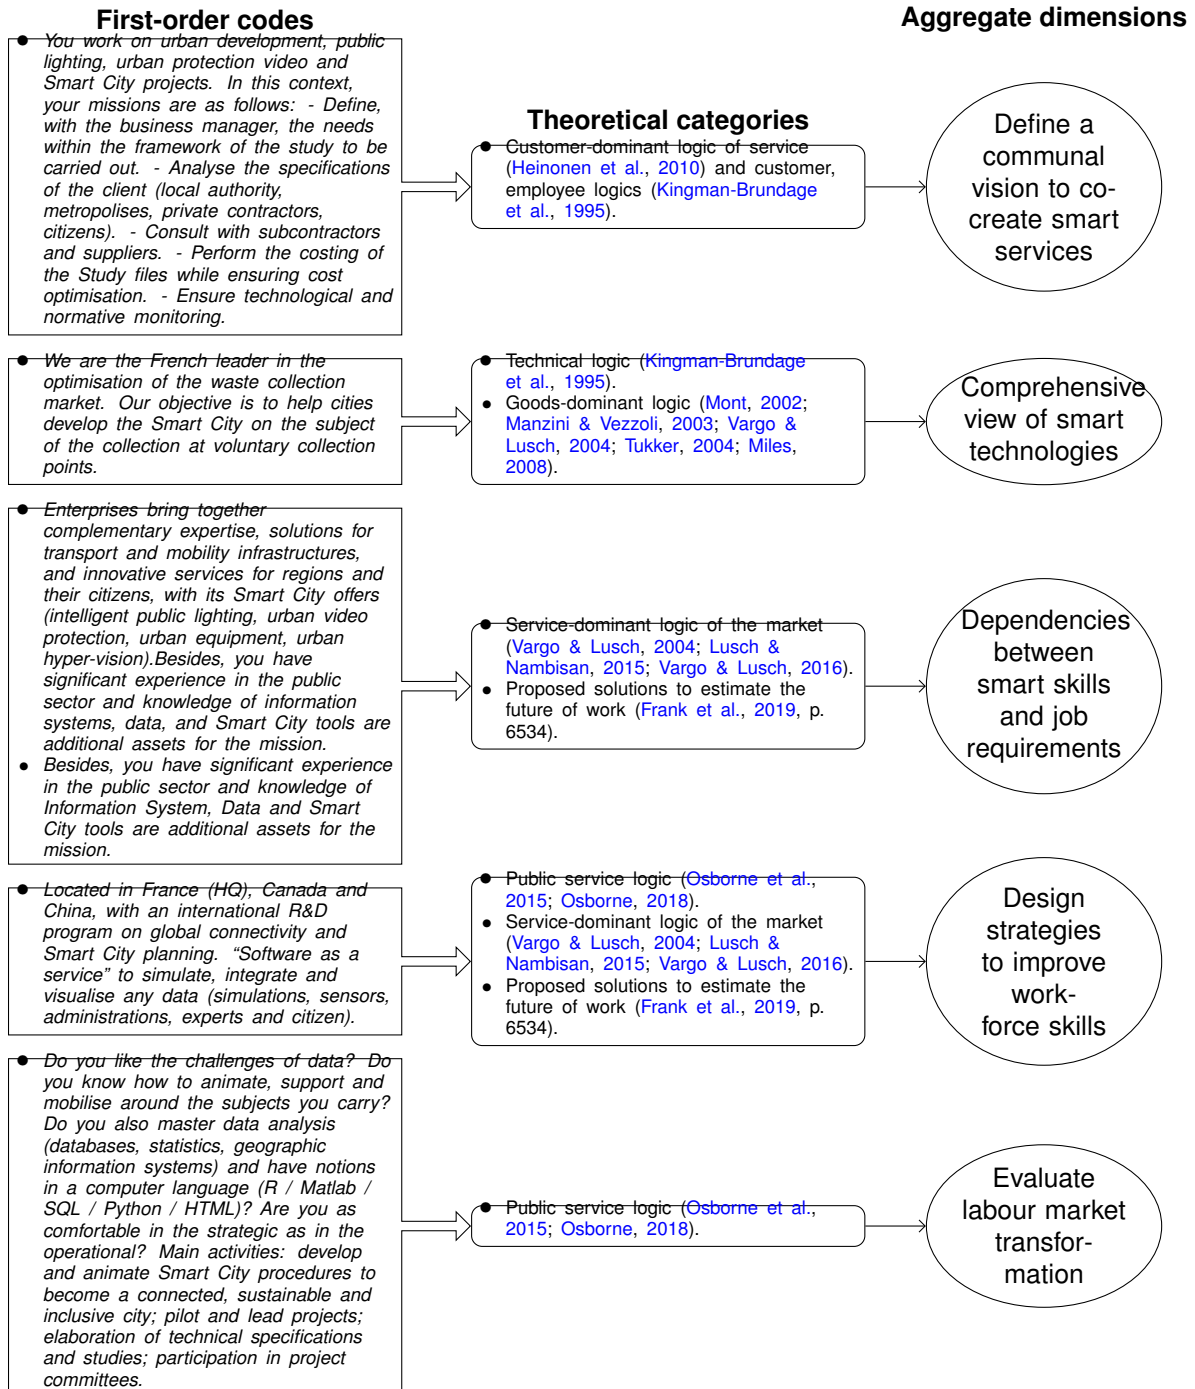 First-order codes
● You work on urban development, public
lighting, urban protection video and
Smart City projects. In this context,
your missions are as follows: - Define,
with the business manager, the needs
within the framework of the study to be
carried out. - Analyse the specifications
of the client (local authority,
metropolises, private contractors,
citizens). - Consult with subcontractors
and suppliers. - Perform the costing of
the Study files while ensuring cost
optimisation. - Ensure technological and
normative monitoring.
● We are the French leader in the
optimisation of the waste collection
market. Our objective is to help cities
develop the Smart City on the subject
of the collection at voluntary collection
points.
● Enterprises bring together
complementary expertise, solutions for
transport and mobility infrastructures,
and innovative services for regions and
their citizens, with its Smart City offers
(intelligent public lighting, urban video
protection, urban equipment, urban
hyper-vision).Besides, you have
significant experience in the public
sector and knowledge of information
systems, data, and Smart City tools are
additional assets for the mission.
● Besides, you have significant experience
in the public sector and knowledge of
Information System, Data and Smart
City tools are additional assets for the
mission.
● Located in France (HQ), Canada and
China, with an international R&D
program on global connectivity and
Smart City planning. “Software as a
service” to simulate, integrate and
visualise any data (simulations, sensors,
administrations, experts and citizen).
● Do you like the challenges of data? Do
you know how to animate, support and
mobilise around the subjects you carry?
Do you also master data analysis
(databases, statistics, geographic
information systems) and have notions
in a computer language (R / Matlab /
SQL / Python / HTML)? Are you as
comfortable in the strategic as in the
operational? Main activities: develop
and animate Smart City procedures to
become a connected, sustainable and
inclusive city; pilot and lead projects;
elaboration of technical specifications
and studies; participation in project
committees.
Theoretical categories
● Customer-dominant logic of service
(Heinonen et al., 2010) and customer,
employee logics (Kingman-Brundage
et al., 1995).
● Technical logic (Kingman-Brundage
et al., 1995).
● Goods-dominant logic (Mont, 2002;
Manzini & Vezzoli, 2003; Vargo &
Lusch, 2004; Tukker, 2004; Miles,
2008).
● Service-dominant logic of the market
(Vargo & Lusch, 2004; Lusch &
Nambisan, 2015; Vargo & Lusch, 2016).
● Proposed solutions to estimate the
future of work (Frank et al., 2019, p.
6534).
● Public service logic (Osborne et al.,
2015; Osborne, 2018).
● Service-dominant logic of the market
(Vargo & Lusch, 2004; Lusch &
Nambisan, 2015; Vargo & Lusch, 2016).
● Proposed solutions to estimate the
future of work (Frank et al., 2019, p.
6534).
● Public service logic (Osborne et al.,
2015; Osborne, 2018).
Aggregate dimensions
Define a
communal
vision to co-
create smart
services
Comprehensive
view of smart
technologies
Dependencies
between
smart skills
and job
requirements
Design
strategies
to improve
work-
force skills
Evaluate
labour market
transfor-
mation